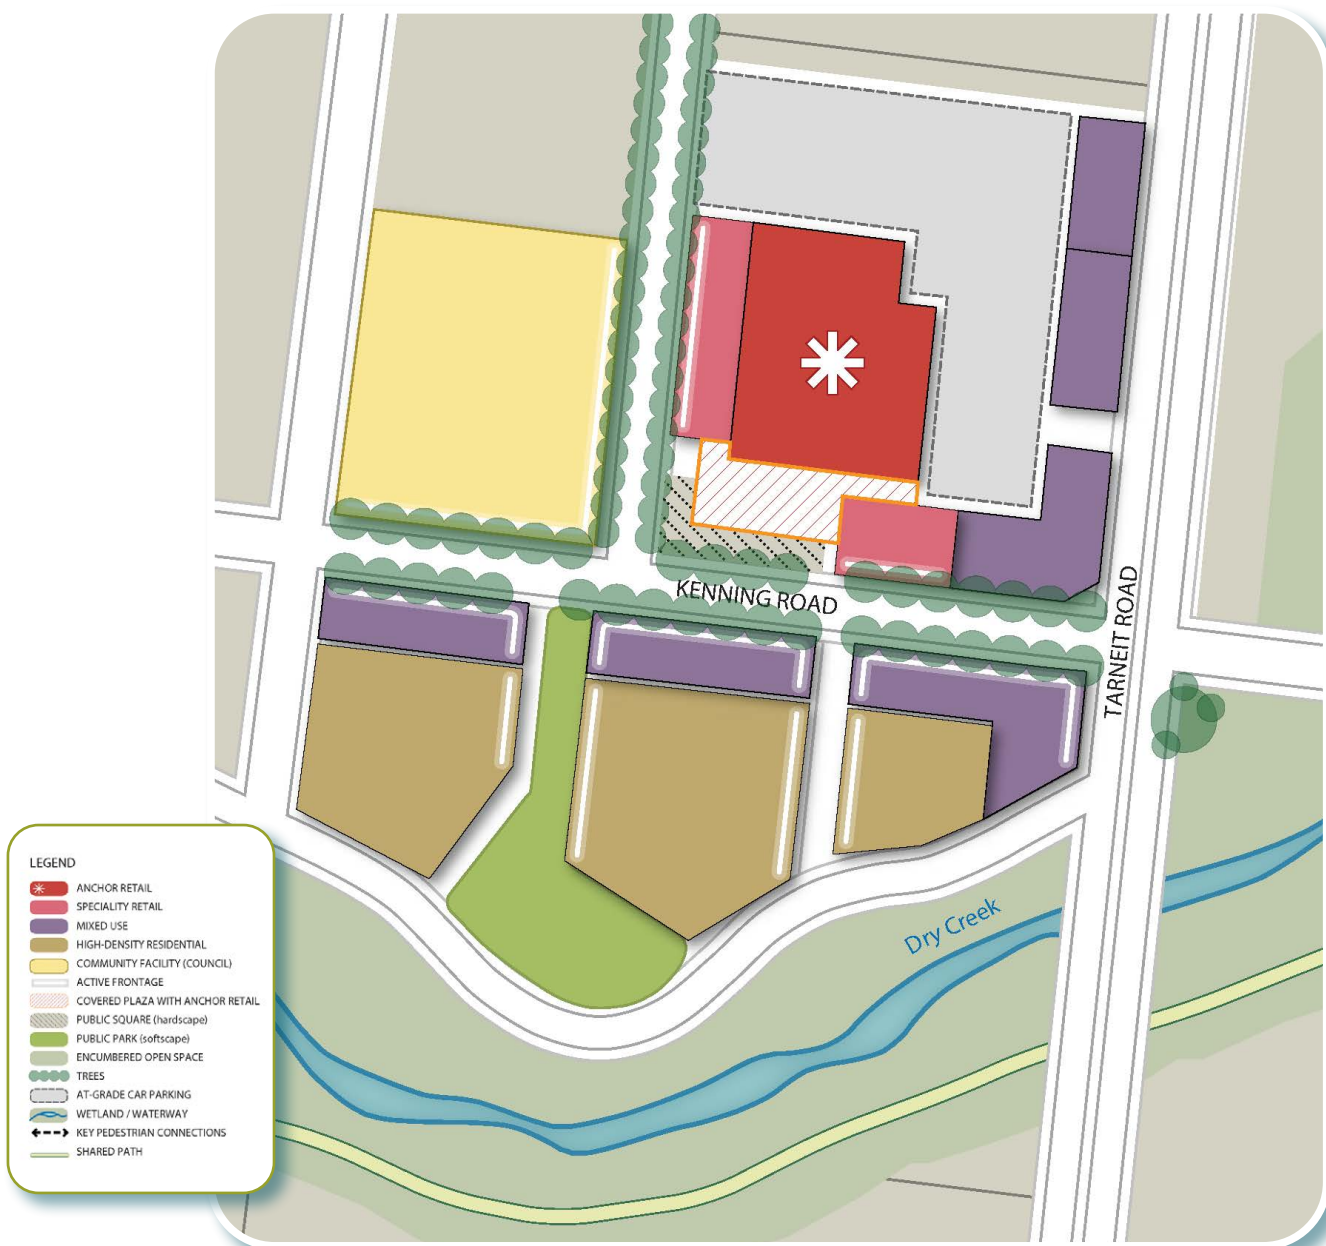 KENNING ROAD
TARNEIT ROAD
Dry Creek
LEGEND
ANCHOR RETAIL
SPECIALITY RETAIL
MIXED USE
HIGH-DENSITY RESIDENTIAL
COMMUNITY FACILITY (COUNCIL)
ACTIVE FRONTAGE
COVERED PLAZA WITH ANCHOR RETAIL
PUBLIC SQUARE (hardscape)
PUBLIC PARK (softscape)
ENCUMBERED OPEN SPACE
TREES
AT-GRADE CAR PARKING
WETLAND / WATERWAY
KEY PEDESTRIAN CONNECTIONS
SHARED PATH